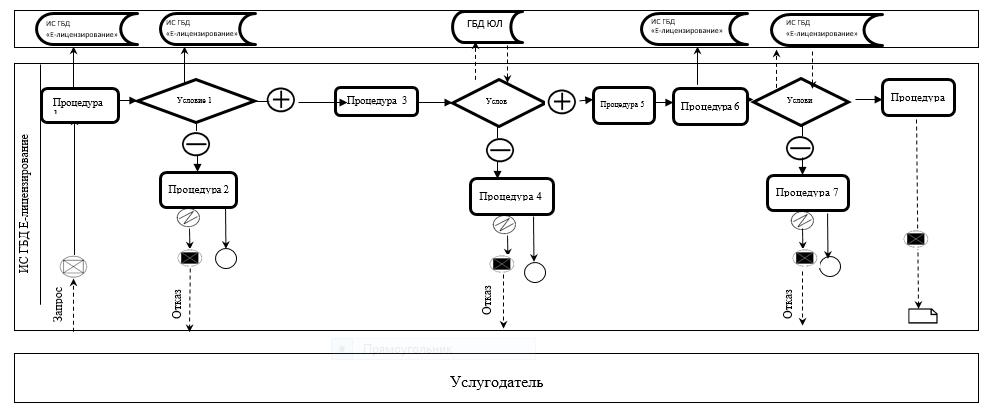 ИС ГБД
«Е-лицензирование»
ИС ГБД
«Е-лицензирование»
ГБД ЮЛ
ИС ГБД
«Е-лицензирование»
ИС ГБД
«Е-лицензирование»
ИС ГБД Е-лицензирование
Процедура
1
Условие 1
Процедура 3
Услов
Процедура 5
Процедура 6
Услови
Процедура
Процедура 2
Процедура 4
Процедура 7
Запрос
Отказ
Отказ
Отказ
Прямоугольник
Услугодатель